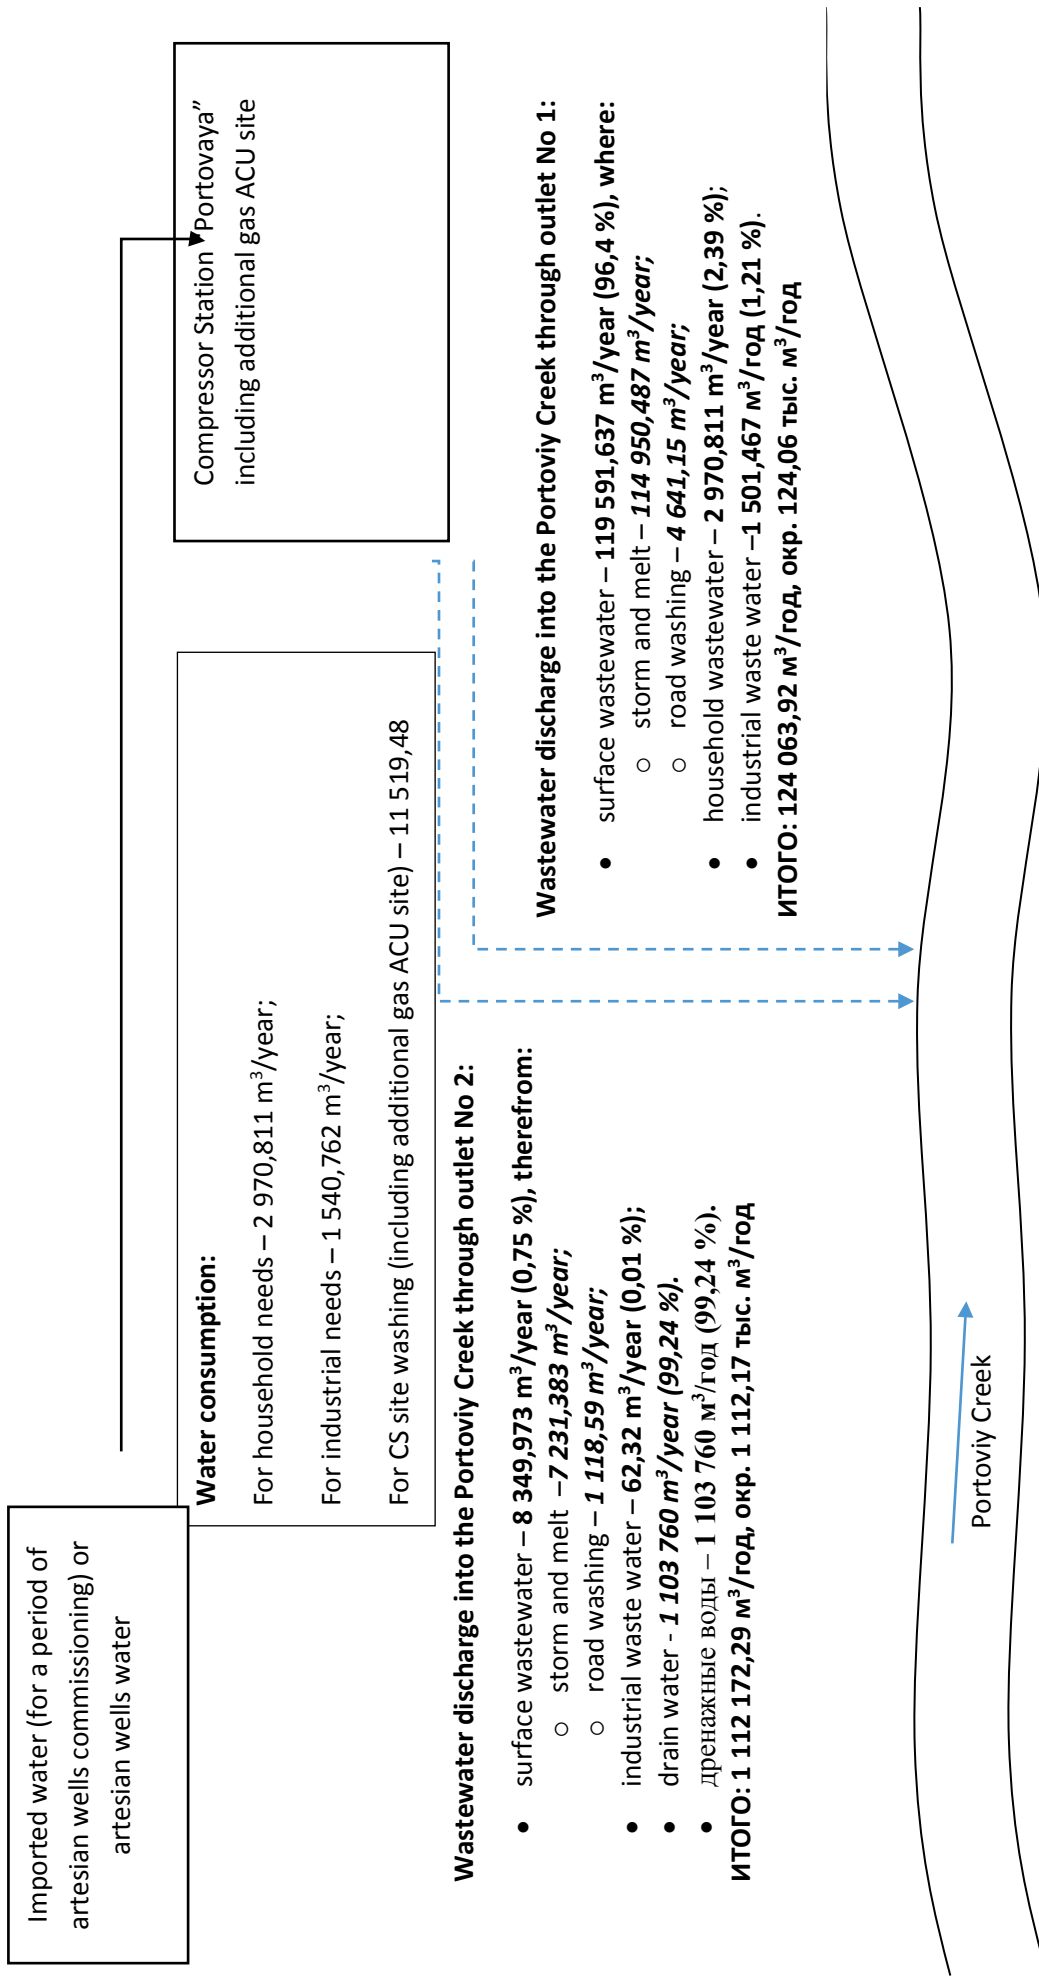 Imported water (for a period of
artesian wells commissioning) or
artesian wells water
Compressor Station “Portovaya”
including additional gas ACU site
Water consumption:
For household needs – 2 970,811 m³/year;
For industrial needs – 1 540,762 m³/year;
For CS site washing (including additional gas ACU site) – 11 519,48
Wastewater discharge into the Portoviy Creek through outlet No 2:
• surface wastewater – 8 349,973 m³/year (0,75 %), therefrom:
○ storm and melt –7 231,383 m³/year;
○ road washing – 1 118,59 m³/year;
• industrial waste water – 62,32 m³/year (0,01 %);
• drain water - 1 103 760 m³/year (99,24 %).
• дренажные воды – 1 103 760 м³/год (99,24 %).
ИТОГО: 1 112 172,29 м³/год, окр. 1 112,17 тыс. м³/год
Wastewater discharge into the Portoviy Creek through outlet No 1:
• surface wastewater – 119 591,637 m³/year (96,4 %), where:
○ storm and melt – 114 950,487 m³/year;
○ road washing – 4 641,15 m³/year;
• household wastewater – 2 970,811 m³/year (2,39 %);
• industrial waste water –1 501,467 м³/год (1,21 %).
ИТОГО: 124 063,92 м³/год, окр. 124,06 тыс. м³/год
Portoviy Creek